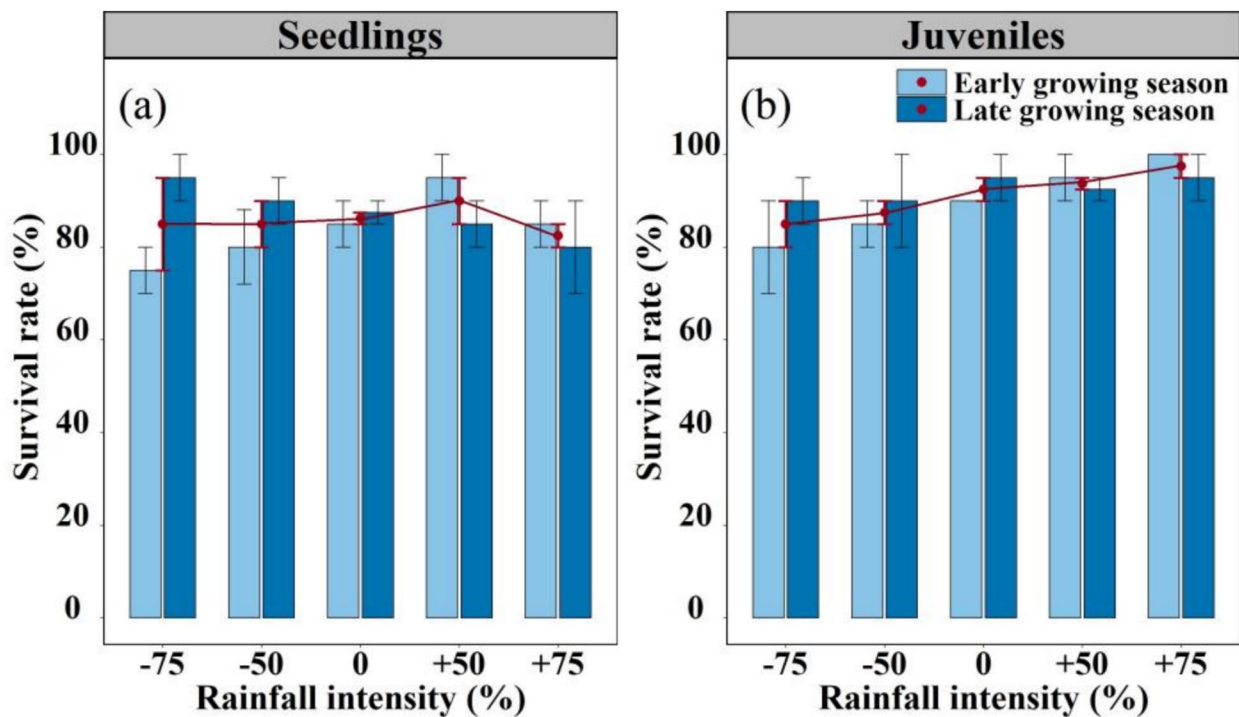 Seedlings
(a)
Survival rate (%)
100
80
60
40
20
0
-75 -50 0 +50 +75
Rainfall intensity (%)
Juveniles
(b)
Early growing season
Late growing season
Survival rate (%)
100
80
60
40
20
0
-75 -50 0 +50 +75
Rainfall intensity (%)